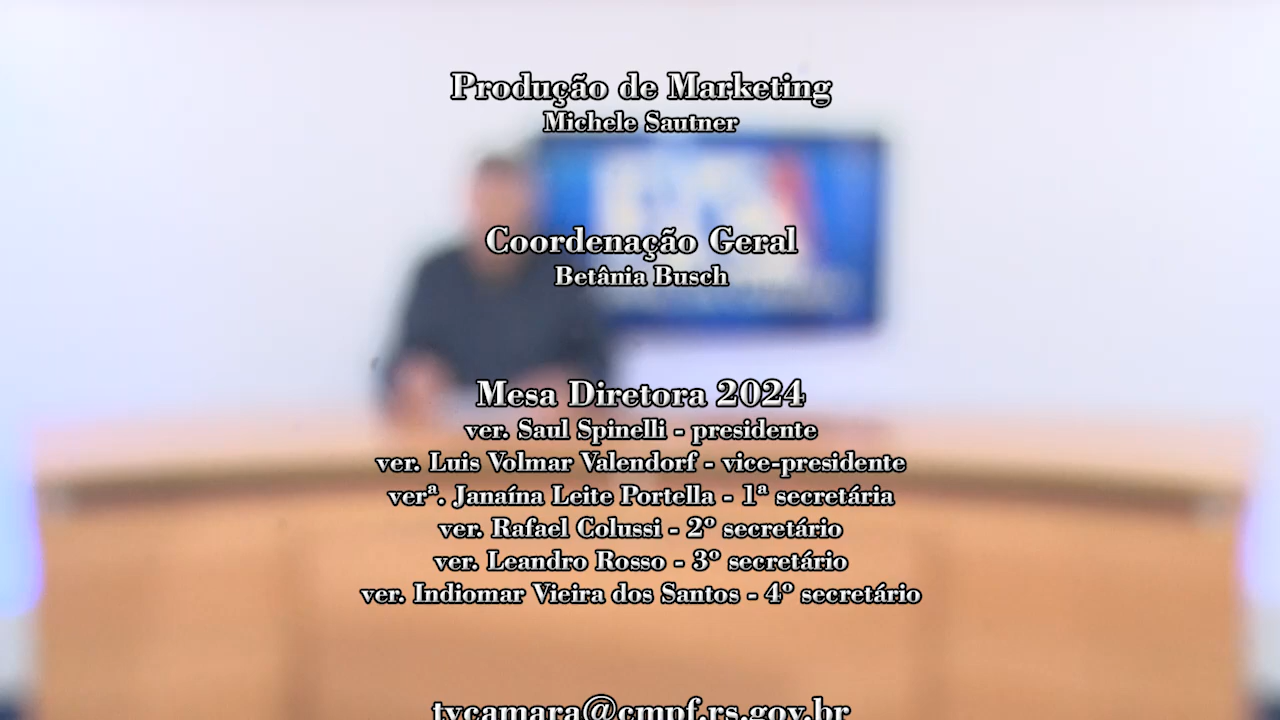 Produção de Marketing
Michele Sautner
Coordenação Geral
Betânia Busch
Mesa Diretora 2024
ver. Saul Spinelli - presidente
ver. Luis Volmar Valendorf - vice-presidente
verª. Janaína Leite Portella - 1ª secretária
ver. Rafael Colussi - 2º secretário
ver. Leandro Rosso - 3º secretário
ver. Indiomar Vieira dos Santos - 4º secretário
tvcamara@cmpf.rs.gov.br